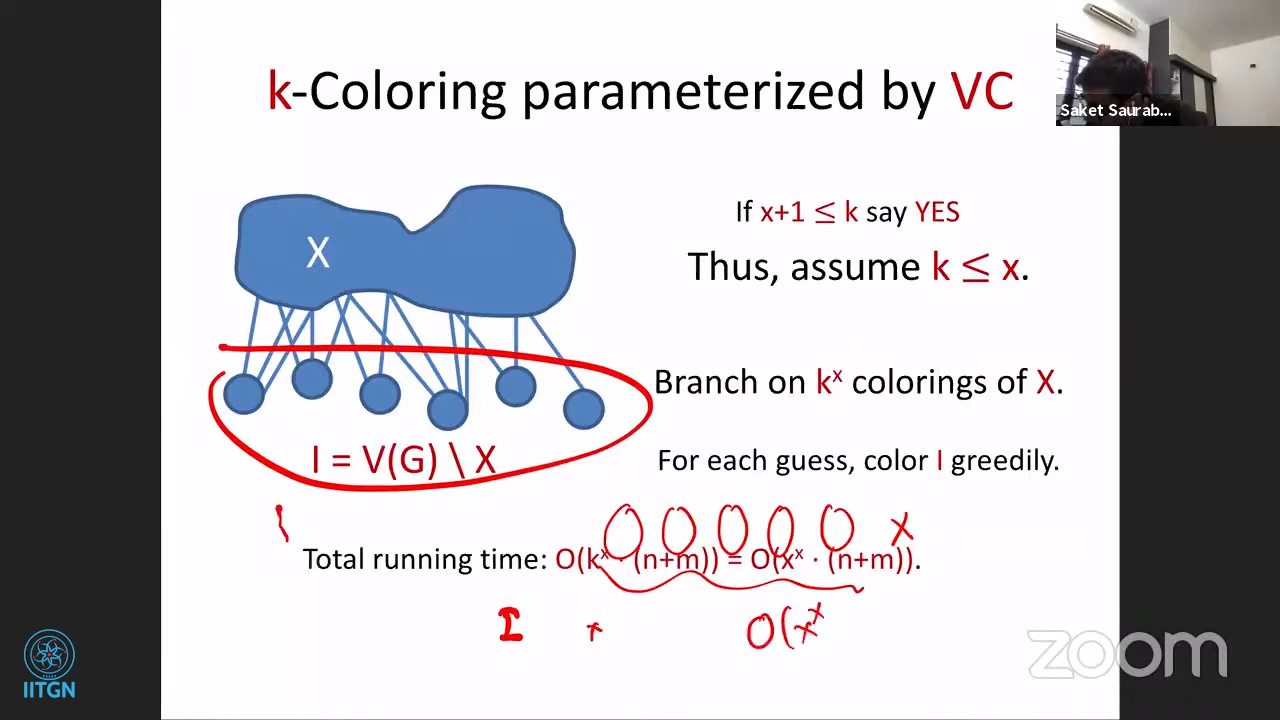 k-Coloring parameterized by VC
Saket Saurab...
X
If x+1 ≤ k say YES
Thus, assume k ≤ x.
Branch on kˣ colorings of X.
I = V(G) \ X
For each guess, color I greedily.
O O O O O X
Total running time: O(kˣ · (n+m)) = O(xˣ · (n+m)).
I
O(xˣ
zoom
IITGN